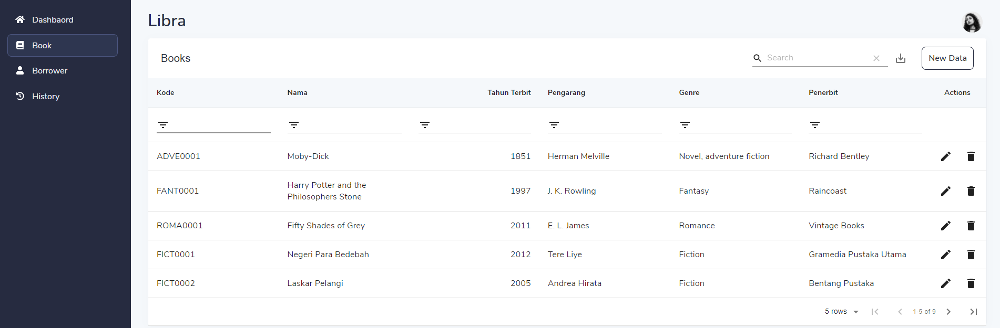 Dashbaord
Book
Borrower
History
Libra
Books
Search
New Data
Kode Nama Tahun Terbit Pengarang Genre Penerbit Actions
ADVE0001 Moby-Dick 1851 Herman Melville Novel, adventure fiction Richard Bentley
FANT0001 Harry Potter and the 1997 J. K. Rowling Fantasy Raincoast
Philosophers Stone
ROMA0001 Fifty Shades of Grey 2011 E. L. James Romance Vintage Books
FICT0001 Negeri Para Bedebah 2012 Tere Liye Fiction Gramedia Pustaka Utama
FICT0002 Laskar Pelangi 2005 Andrea Hirata Fiction Bentang Pustaka
5 rows 1-5 of 9